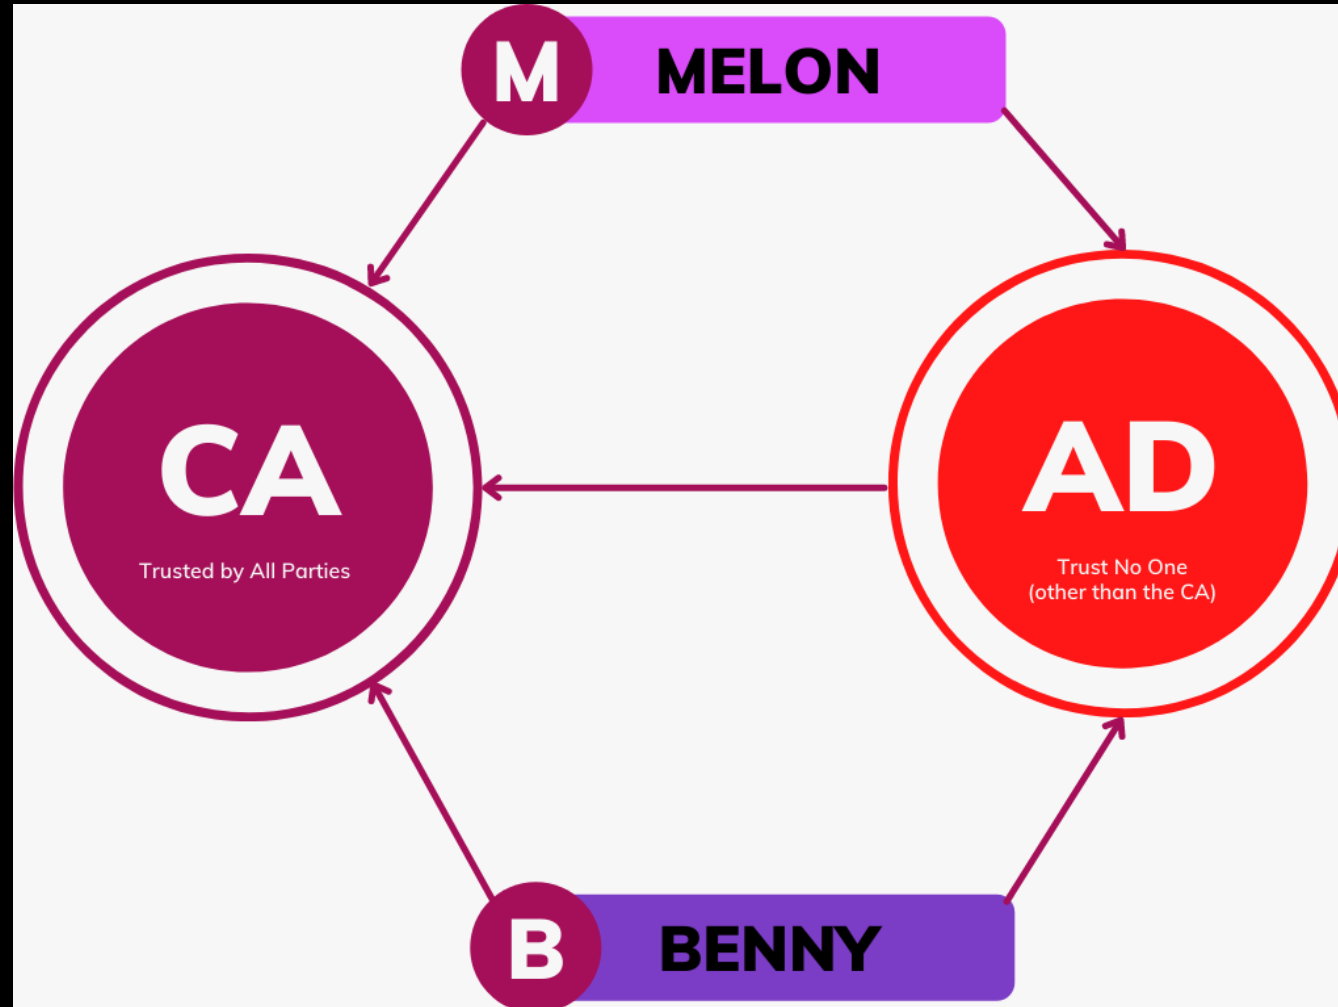 M MELON
CA
Trusted by All Parties
AD
Trust No One
(other than the CA)
B BENNY